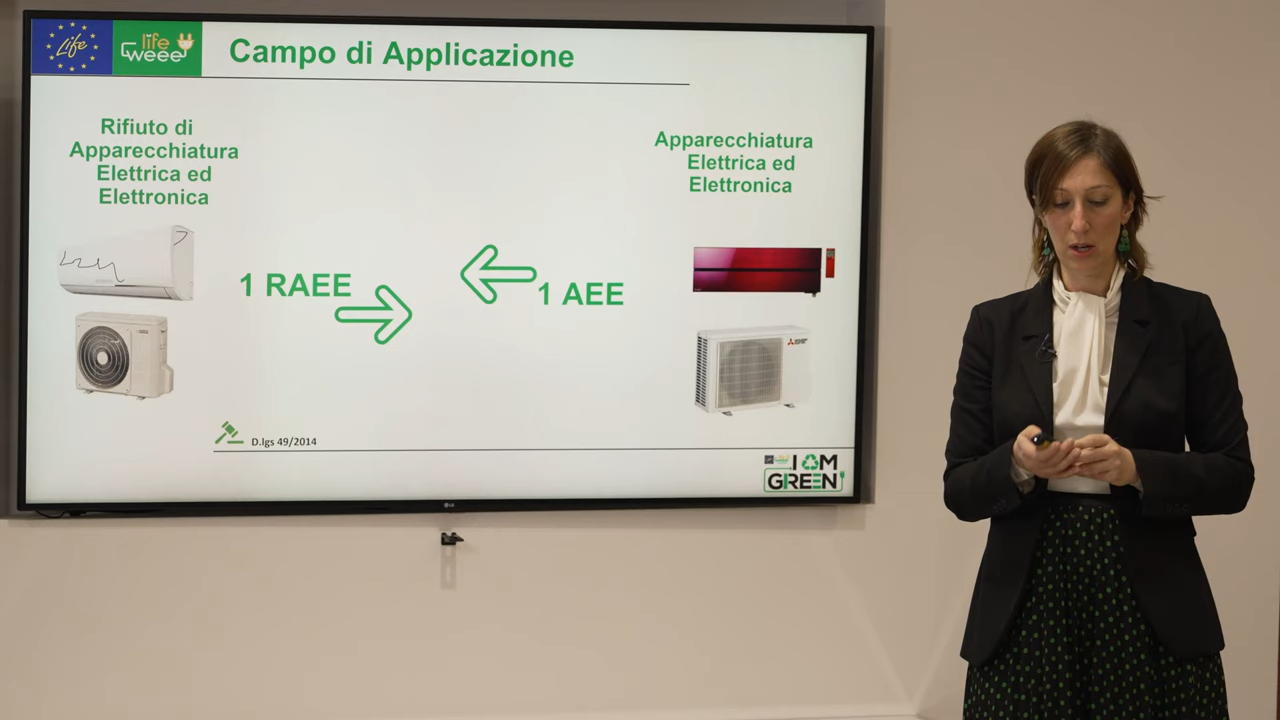 Life
life
weee
Campo di Applicazione
Rifiuto di
Apparecchiatura
Elettrica ed
Elettronica
Apparecchiatura
Elettrica ed
Elettronica
1 RAEE
1 AEE
D.lgs 49/2014
I AM
GREEN
LG